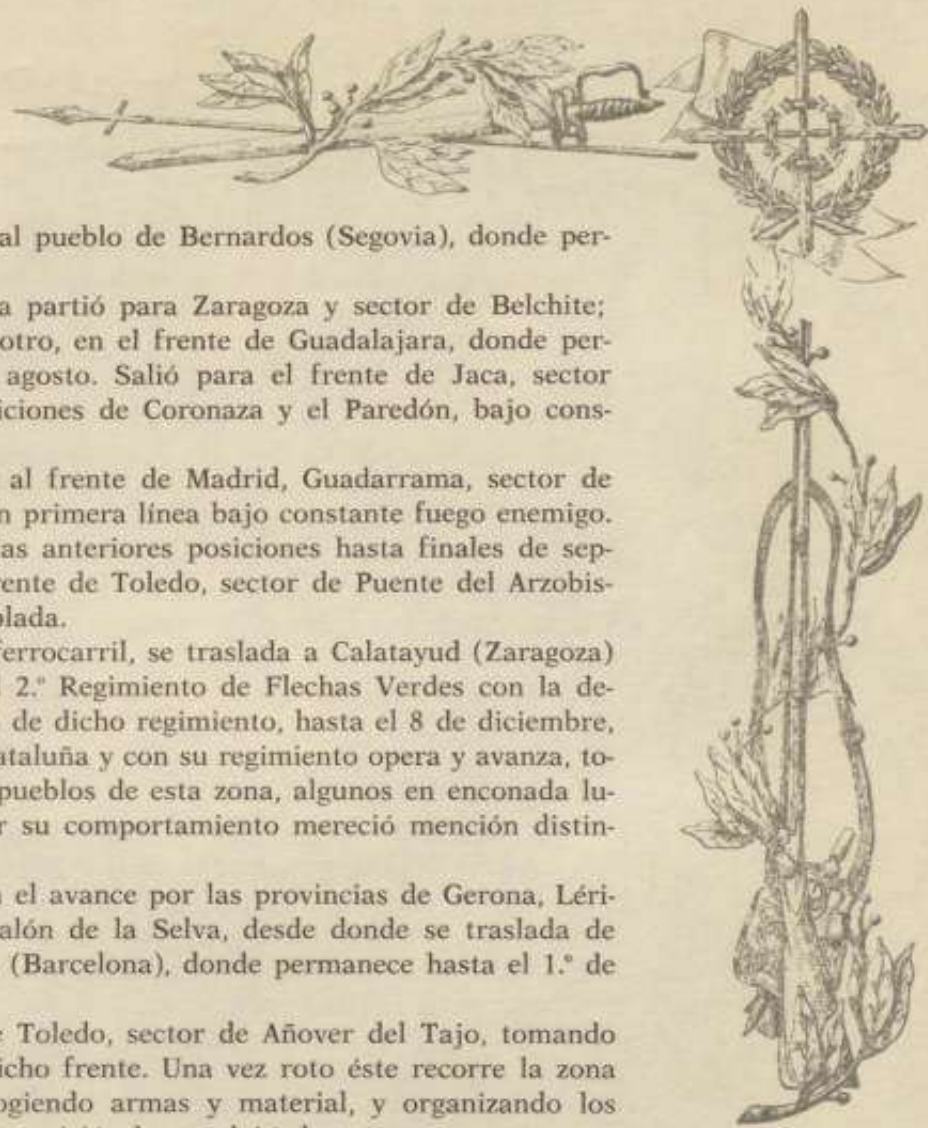 al pueblo de Bernardos (Segovia), donde per-
a partió para Zaragoza y sector de Belchite;
otro, en el frente de Guadalajara, donde per-
agosto. Salió para el frente de Jaca, sector
iciones de Coronaza y el Paredón, bajo cons-
al frente de Madrid, Guadarrama, sector de
n primera línea bajo constante fuego enemigo.
as anteriores posiciones hasta finales de sep-
rente de Toledo, sector de Puente del Arzobis-
olada.
ferrocarril, se traslada a Calatayud (Zaragoza)
l 2.º Regimiento de Flechas Verdes con la de-
de dicho regimiento, hasta el 8 de diciembre,
ataluña y con su regimiento opera y avanza, to-
pueblos de esta zona, algunos en enconada lu-
r su comportamiento mereció mención distin-
n el avance por las provincias de Gerona, Léri-
alón de la Selva, desde donde se traslada de
(Barcelona), donde permanece hasta el 1.º de
e Toledo, sector de Añover del Tajo, tomando
icho frente. Una vez roto éste recorre la zona
ogiendo armas y material, y organizando los